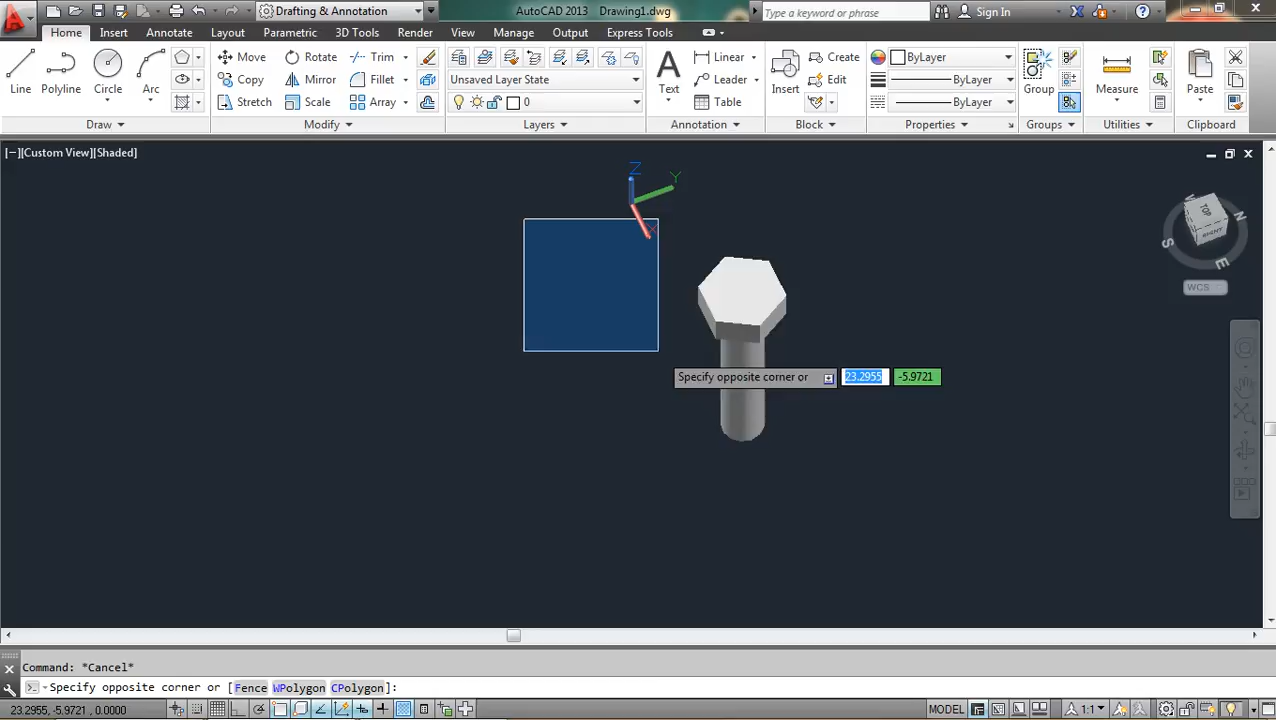 Drafting & Annotation
AutoCAD 2013 Drawing1.dwg
Type a keyword or phrase
Sign In
Home Insert Annotate Layout Parametric 3D Tools Render View Manage Output Express Tools
Line Polyline Circle Arc
Move Rotate Trim
Copy Mirror Fillet
Stretch Scale Array
Unsaved Layer State
0
Text
Linear
Leader
Table
Insert
Create
Edit
ByLayer
ByLayer
ByLayer
Group
Measure
Paste
Draw Modify Layers Annotation Block Properties Groups Utilities Clipboard
[−][Custom View][Shaded]
Z
Y
X
TOP
N
S
E
WCS
Specify opposite corner or 23.2955 -5.9721
Command: *Cancel*
Specify opposite corner or [Fence WPolygon CPolygon]:
23.2955, -5.9721 , 0.0000
MODEL
1:1